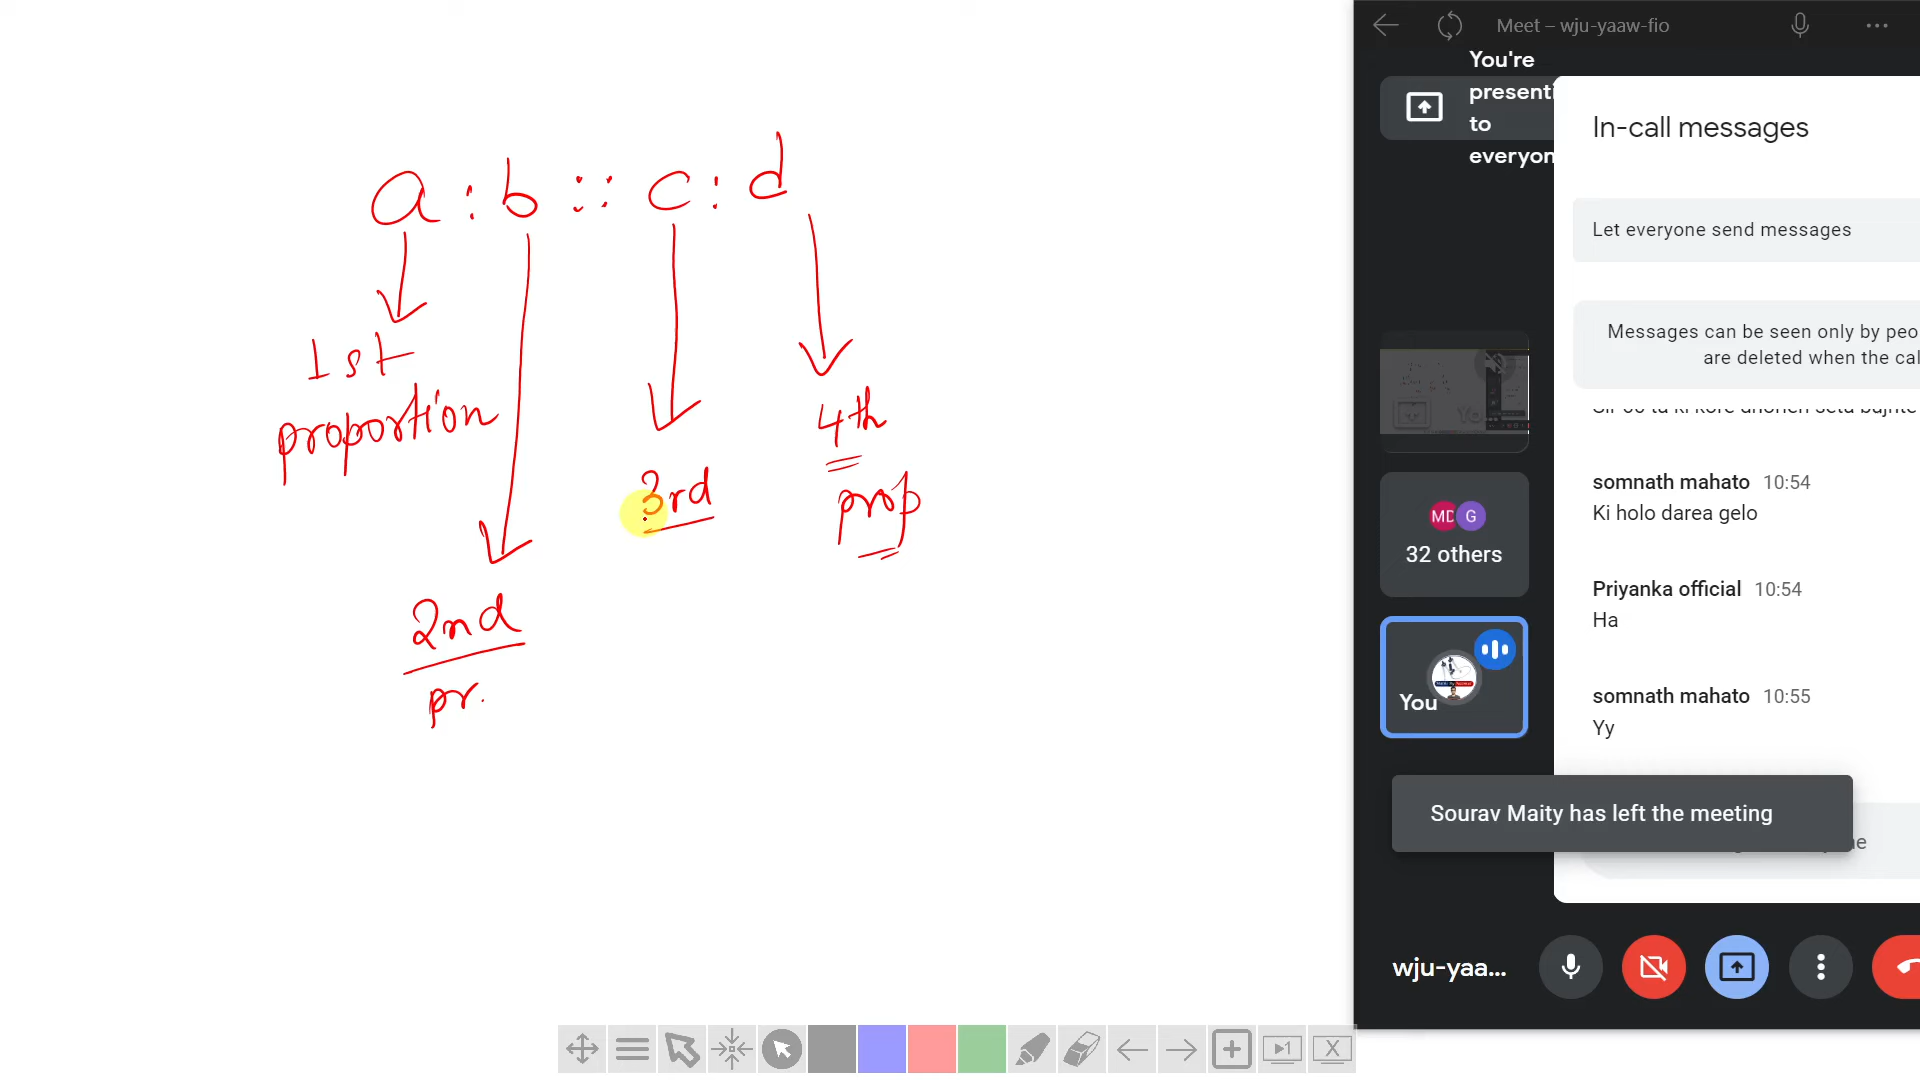 a : b :: c : d
1st
proportion
2nd
pr.
3rd
4th
prop
Meet – wju-yaaw-fio
You're
presenti
to
everyon
In-call messages
Let everyone send messages
Messages can be seen only by peo
are deleted when the cal
somnath mahato 10:54
Ki holo darea gelo
Priyanka official 10:54
Ha
somnath mahato 10:55
Yy
MD G
32 others
You
Sourav Maity has left the meeting
wju-yaa...